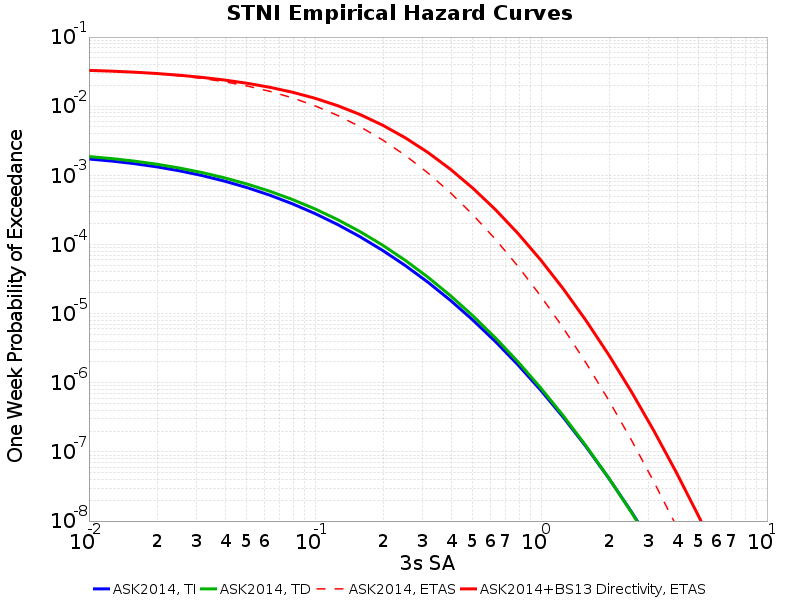 STNI Empirical Hazard Curves
One Week Probability of Exceedance
10^-1
10^-2
10^-3
10^-4
10^-5
10^-6
10^-7
10^-8
10^-2 2 3 4 5 6 10^-1 2 3 4 5 6 7 10^0 2 3 4 5 6 7 10^1
3s SA
ASK2014, TI ASK2014, TD ASK2014, ETAS ASK2014+BS13 Directivity, ETAS